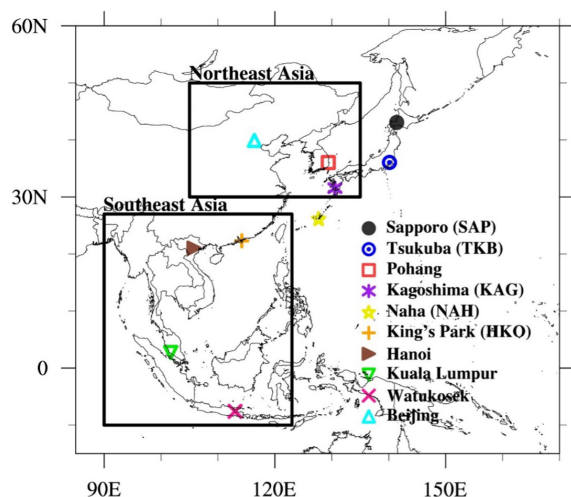 60N
Northeast Asia
30N
Southeast Asia
Sapporo (SAP)
Tsukuba (TKB)
Pohang
Kagoshima (KAG)
Naha (NAH)
King's Park (HKO)
Hanoi
0
Kuala Lumpur
Watukosek
Beijing
90E 120E 150E